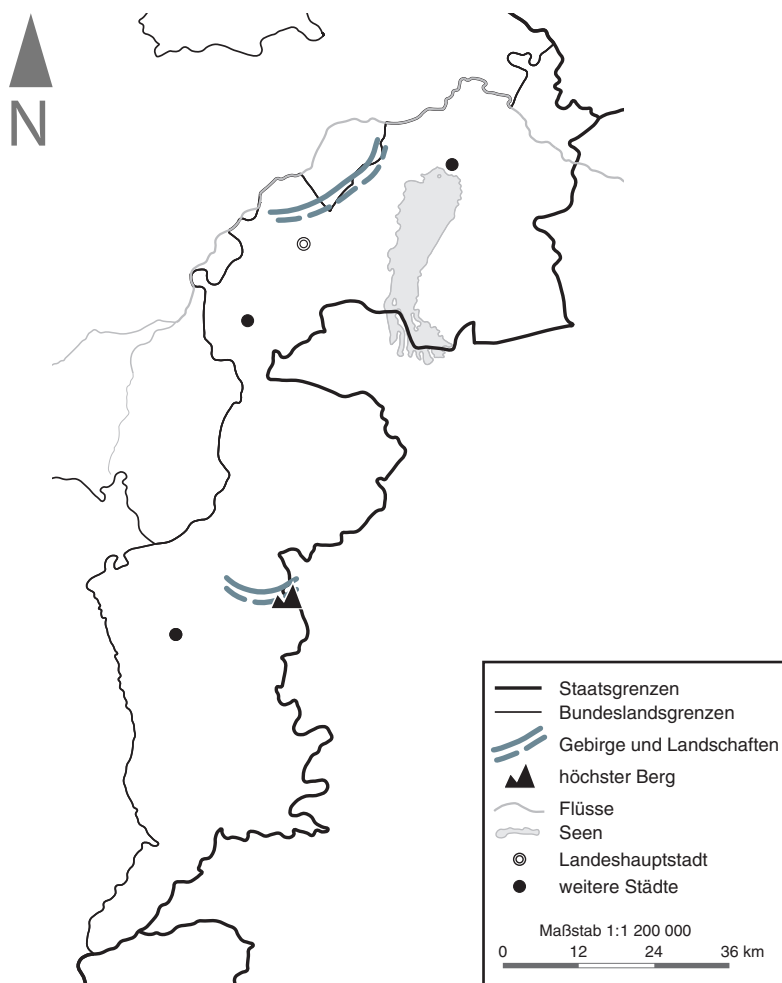 N
Staatsgrenzen
Bundeslandsgrenzen
Gebirge und Landschaften
höchster Berg
Flüsse
Seen
Landeshauptstadt
weitere Städte
Maßstab 1:1 200 000
0 12 24 36 km